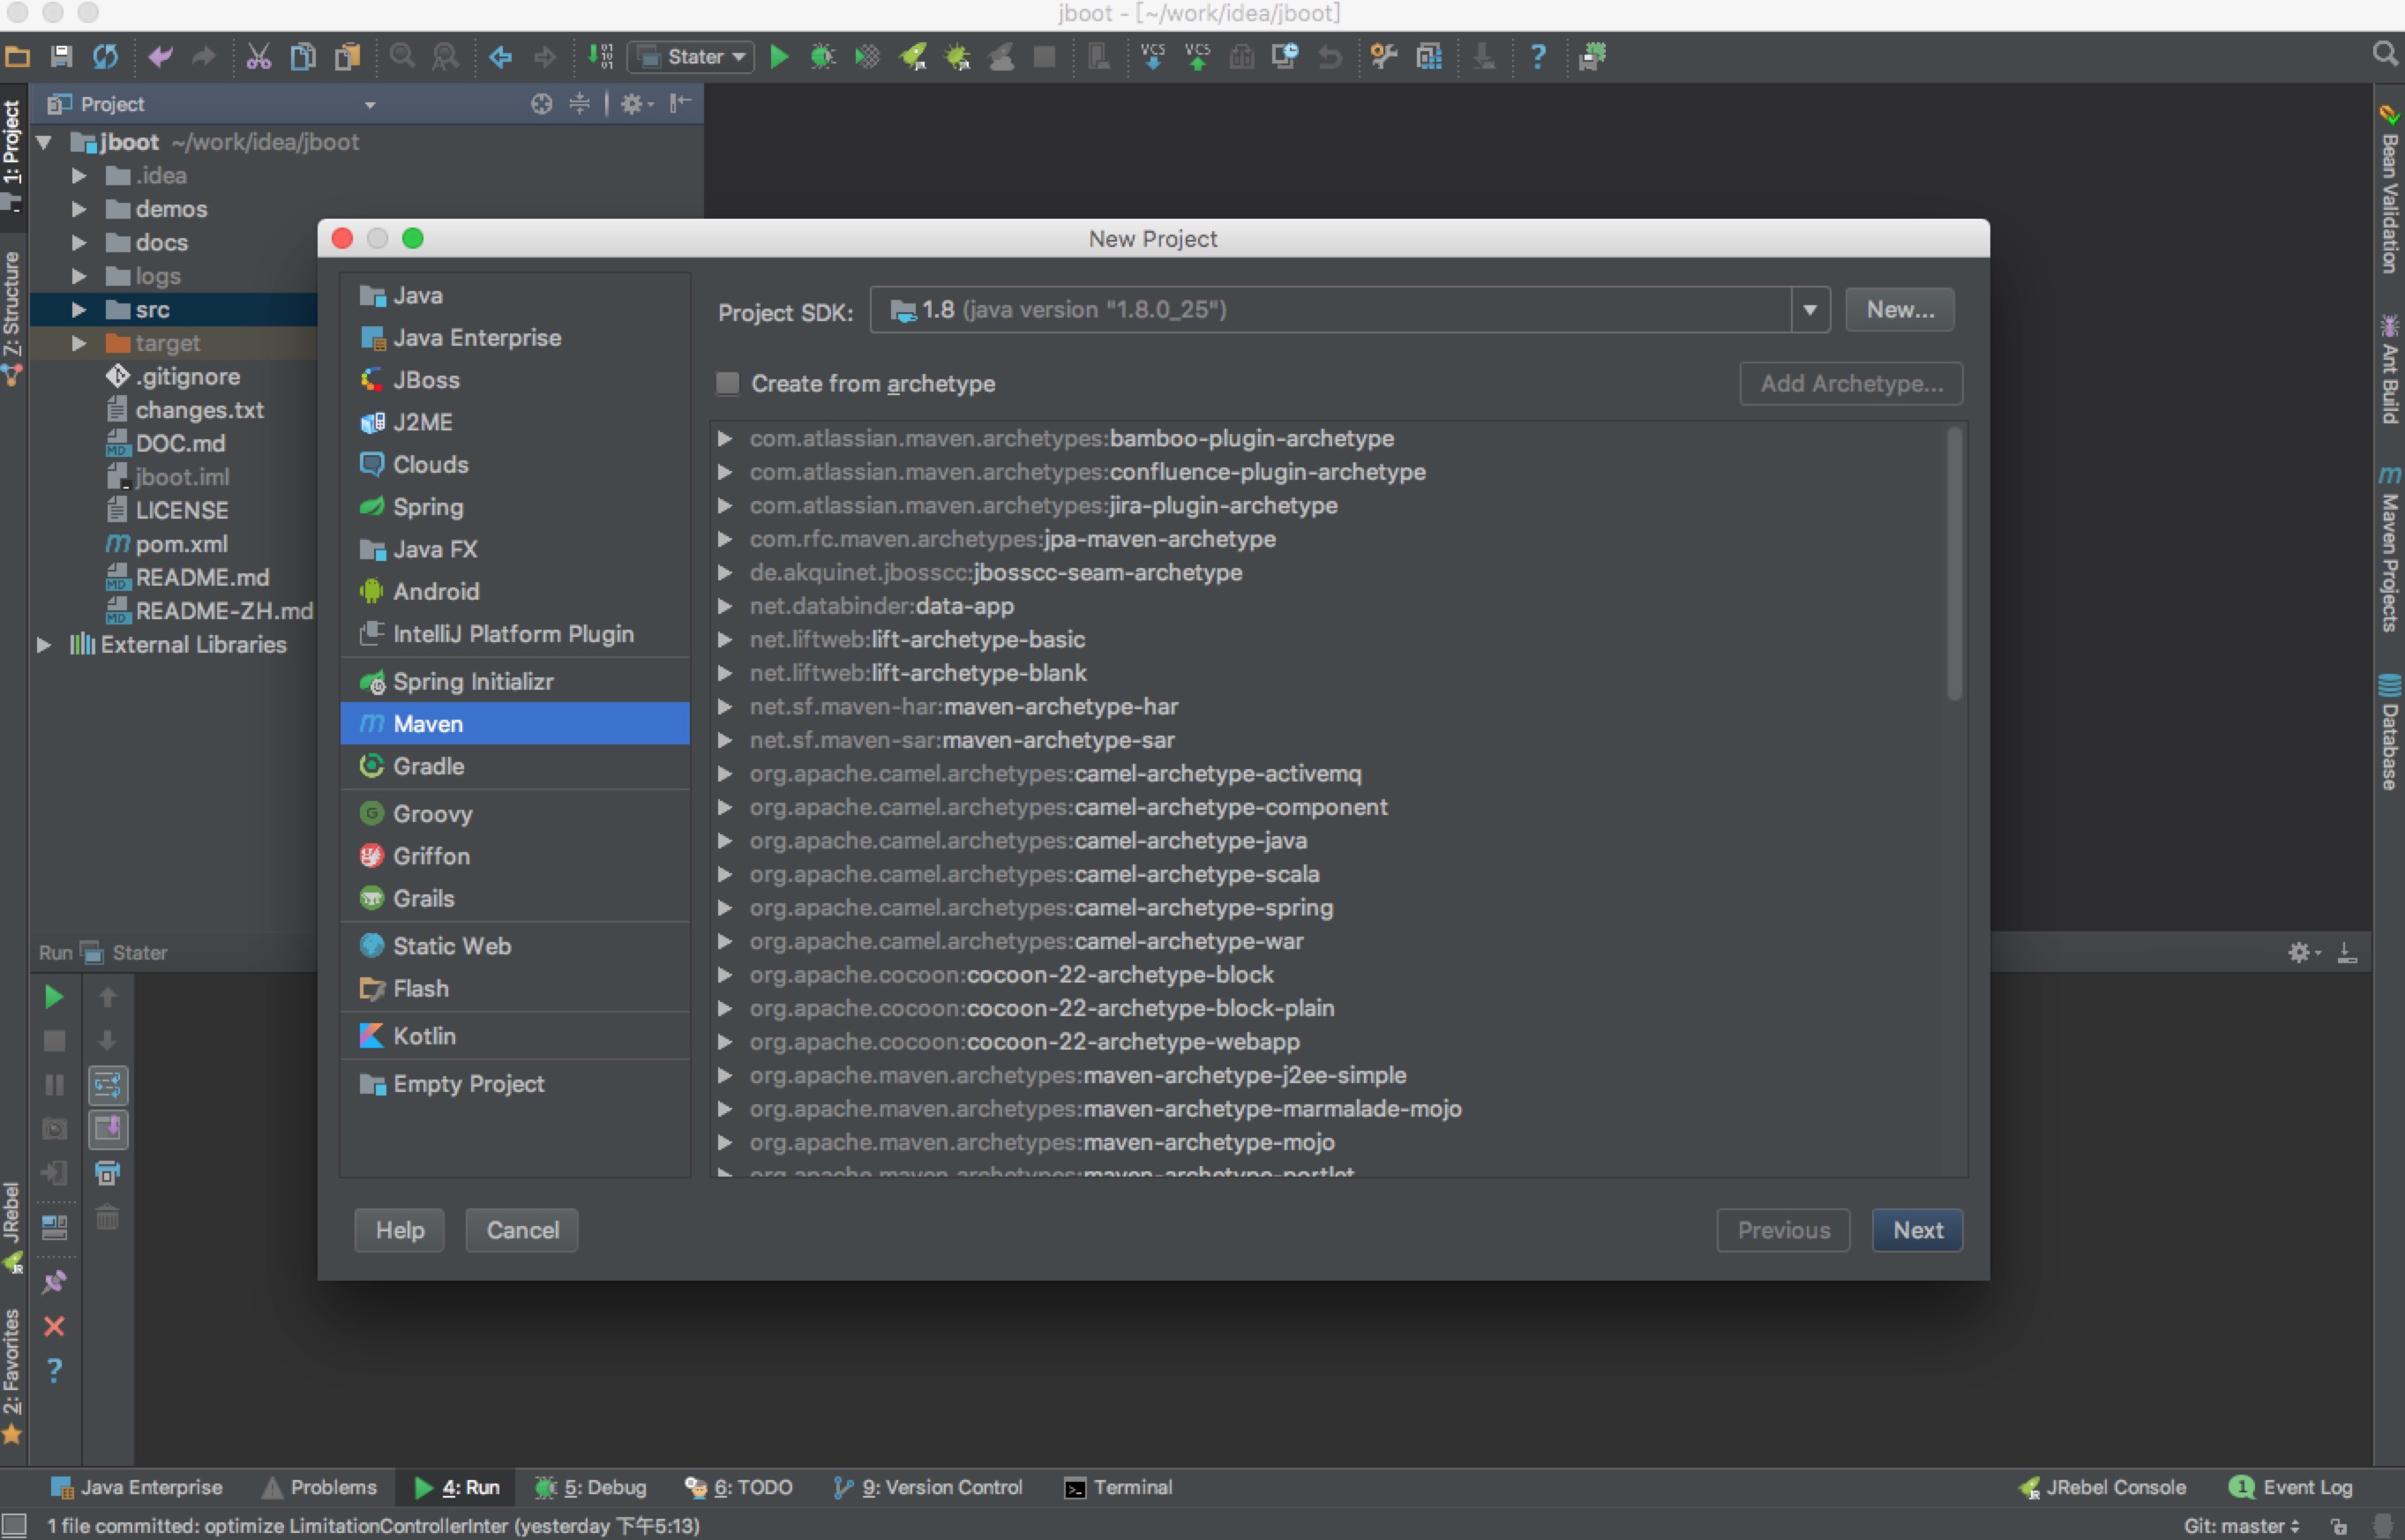 jboot - [~/work/idea/jboot]
Stater
VCS VCS
Project
1: Project
jboot ~/work/idea/jboot
.idea
demos
docs
logs
src
target
.gitignore
changes.txt
DOC.md
jboot.iml
LICENSE
pom.xml
README.md
README-ZH.md
External Libraries
Z: Structure
New Project
Java
Java Enterprise
JBoss
J2ME
Clouds
Spring
Java FX
Android
IntelliJ Platform Plugin
Spring Initializr
Maven
Gradle
Groovy
Griffon
Grails
Static Web
Flash
Kotlin
Empty Project
Project SDK: 1.8 (java version "1.8.0_25") New...
Create from archetype Add Archetype...
com.atlassian.maven.archetypes:bamboo-plugin-archetype
com.atlassian.maven.archetypes:confluence-plugin-archetype
com.atlassian.maven.archetypes:jira-plugin-archetype
com.rfc.maven.archetypes:jpa-maven-archetype
de.akquinet.jbosscc:jbosscc-seam-archetype
net.databinder:data-app
net.liftweb:lift-archetype-basic
net.liftweb:lift-archetype-blank
net.sf.maven-har:maven-archetype-har
net.sf.maven-sar:maven-archetype-sar
org.apache.camel.archetypes:camel-archetype-activemq
org.apache.camel.archetypes:camel-archetype-component
org.apache.camel.archetypes:camel-archetype-java
org.apache.camel.archetypes:camel-archetype-scala
org.apache.camel.archetypes:camel-archetype-spring
org.apache.camel.archetypes:camel-archetype-war
org.apache.cocoon:cocoon-22-archetype-block
org.apache.cocoon:cocoon-22-archetype-block-plain
org.apache.cocoon:cocoon-22-archetype-webapp
org.apache.maven.archetypes:maven-archetype-j2ee-simple
org.apache.maven.archetypes:maven-archetype-marmalade-mojo
org.apache.maven.archetypes:maven-archetype-mojo
org.apache.maven.archetypes:maven-archetype-portlet
Help Cancel Previous Next
Bean Validation
Ant Build
Maven Projects
Database
Run Stater
JRebel
2: Favorites
Java Enterprise Problems 4: Run 5: Debug 6: TODO 9: Version Control Terminal JRebel Console 1 Event Log
1 file committed: optimize LimitationControllerInter (yesterday 下午5:13) Git: master